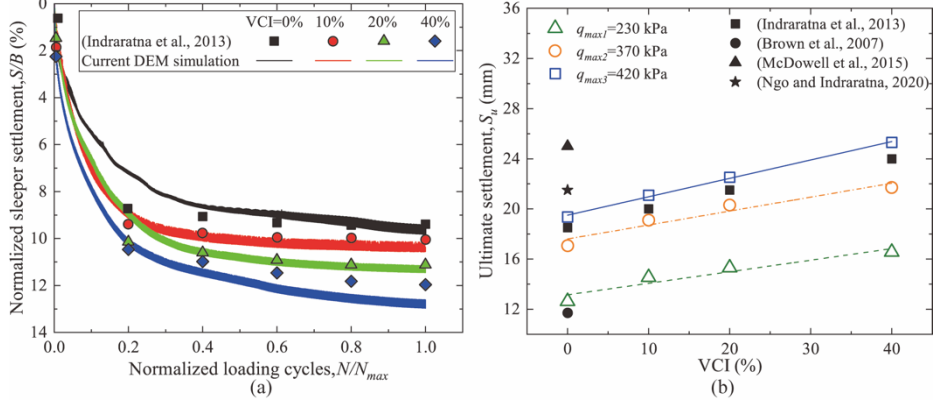 VCI=0% 10% 20% 40%
(Indraratna et al., 2013)
Current DEM simulation
Normalized sleeper settlement,S/B (%)
0
2
4
6
8
10
12
14
0.0 0.2 0.4 0.6 0.8 1.0
Normalized loading cycles,N/Nmax
(a)
qmax1=230 kPa
qmax2=370 kPa
qmax3=420 kPa
(Indraratna et al., 2013)
(Brown et al., 2007)
(McDowell et al., 2015)
(Ngo and Indraratna, 2020)
Ultimate settlement,Su (mm)
28
24
20
16
12
0 10 20 30 40
VCI (%)
(b)